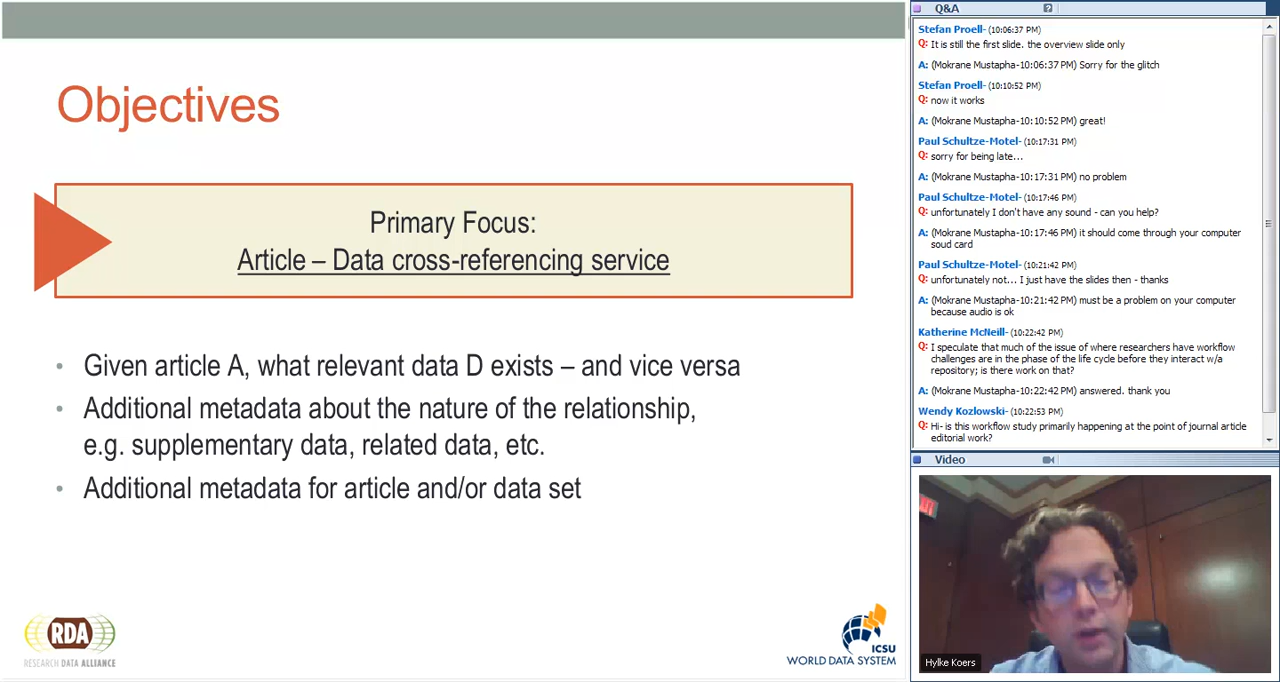 Objectives
Primary Focus:
Article – Data cross-referencing service
• Given article A, what relevant data D exists – and vice versa
• Additional metadata about the nature of the relationship,
e.g. supplementary data, related data, etc.
• Additional metadata for article and/or data set
RDA
RESEARCH DATA ALLIANCE
ICSU
WORLD DATA SYSTEM
Q&A
Stefan Proell- (10:06:37 PM)
Q: It is still the first slide. the overview slide only
A: (Mokrane Mustapha-10:06:37 PM) Sorry for the glitch
Stefan Proell- (10:10:52 PM)
Q: now it works
A: (Mokrane Mustapha-10:10:52 PM) great!
Paul Schultze-Motel- (10:17:31 PM)
Q: sorry for being late...
A: (Mokrane Mustapha-10:17:31 PM) no problem
Paul Schultze-Motel- (10:17:46 PM)
Q: unfortunately I don't have any sound - can you help?
A: (Mokrane Mustapha-10:17:46 PM) it should come through your computer
soud card
Paul Schultze-Motel- (10:21:42 PM)
Q: unfortunately not... I just have the slides then - thanks
A: (Mokrane Mustapha-10:21:42 PM) must be a problem on your computer
because audio is ok
Katherine McNeill- (10:22:42 PM)
Q: I speculate that much of the issue of where researchers have workflow
challenges are in the phase of the life cycle before they interact w/a
repository; is there work on that?
A: (Mokrane Mustapha-10:22:42 PM) answered. thank you
Wendy Kozlowski- (10:22:53 PM)
Q: Hi- is this workflow study primarily happening at the point of journal article
editorial work?
Video
Hylke Koers